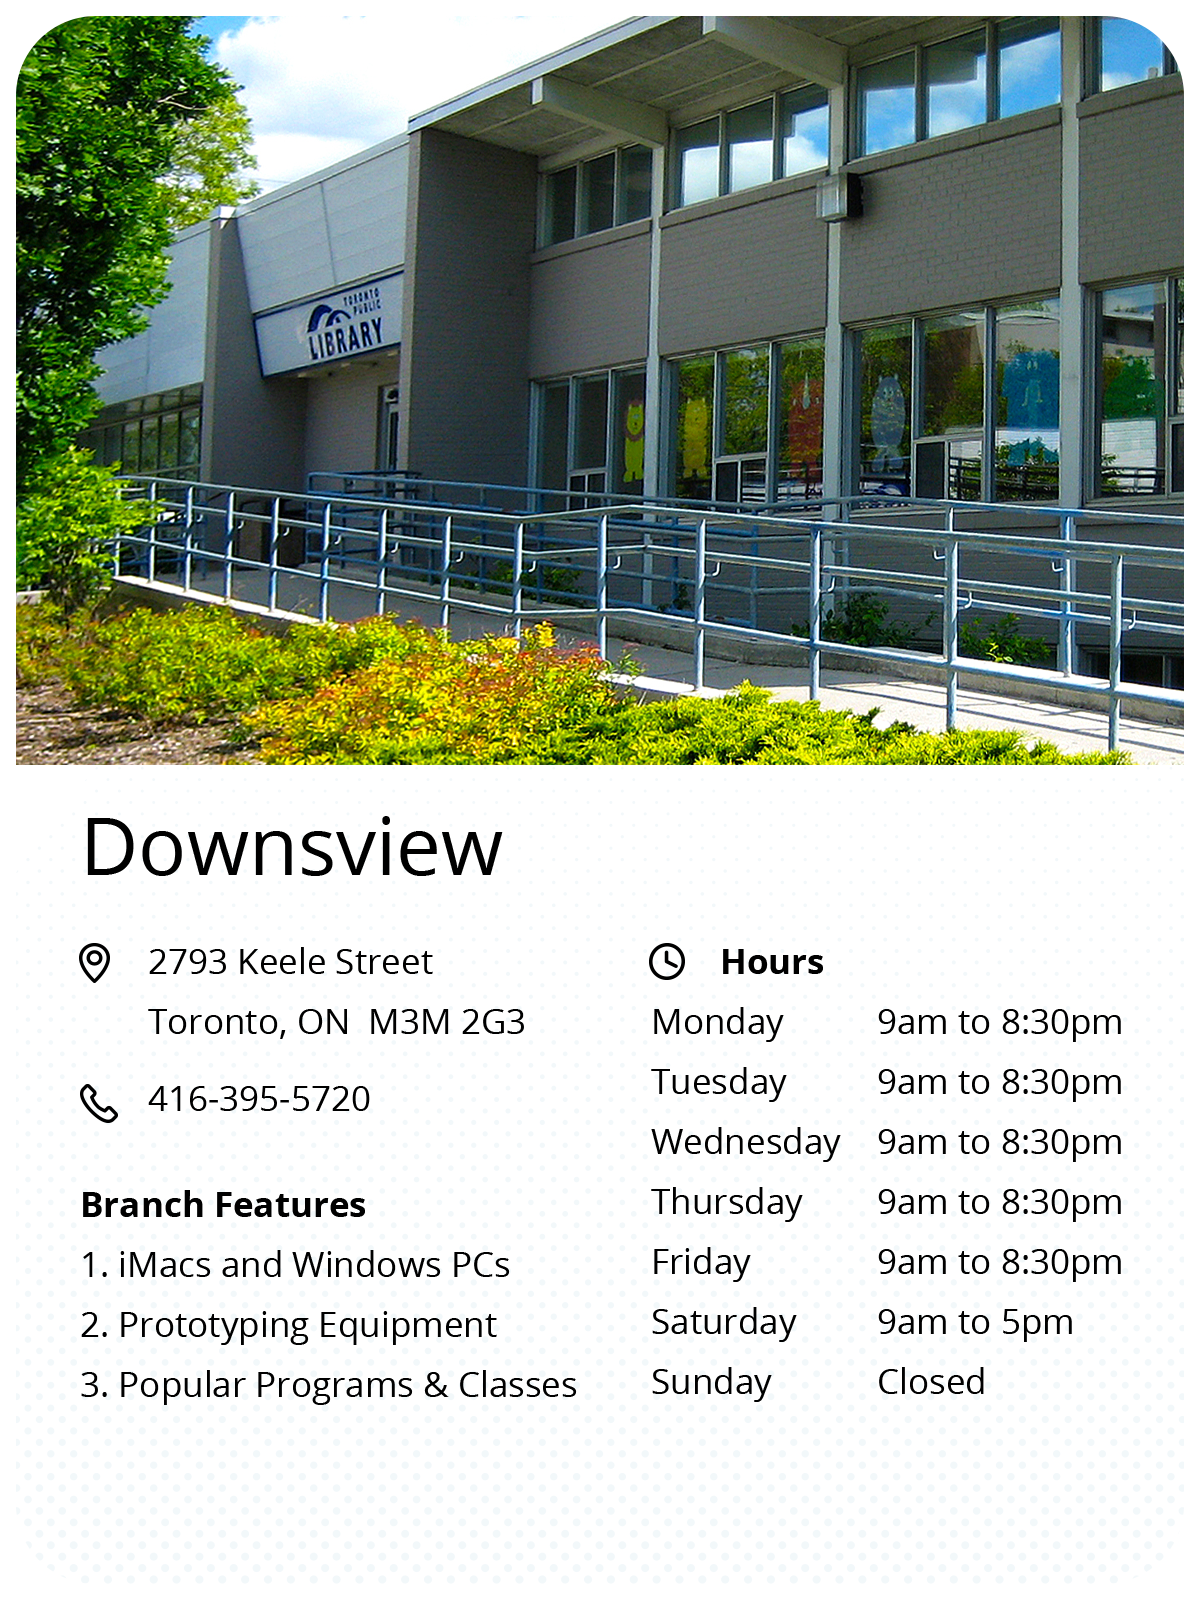 TORONTO
PUBLIC
LIBRARY
Downsview
2793 Keele Street
Toronto, ON  M3M 2G3
416-395-5720
Branch Features
1. iMacs and Windows PCs
2. Prototyping Equipment
3. Popular Programs & Classes
Hours
Monday 9am to 8:30pm
Tuesday 9am to 8:30pm
Wednesday 9am to 8:30pm
Thursday 9am to 8:30pm
Friday 9am to 8:30pm
Saturday 9am to 5pm
Sunday Closed